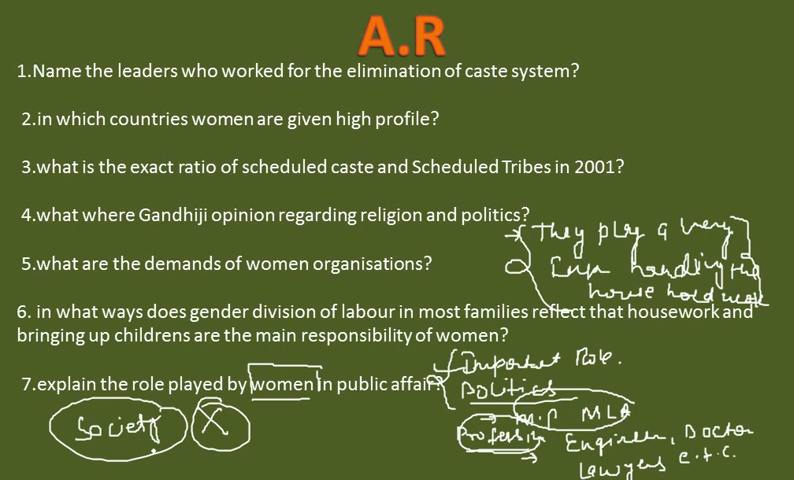 A.R
1.Name the leaders who worked for the elimination of caste system?
2.in which countries women are given high profile?
3.what is the exact ratio of scheduled caste and Scheduled Tribes in 2001?
4.what where Gandhiji opinion regarding religion and politics?
→ They play a very
5.what are the demands of women organisations?
handling the
house hold work
6. in what ways does gender division of labour in most families reflect that housework and
bringing up childrens are the main responsibility of women?
important Role.
7.explain the role played by women in public affair?
Politics
→ M.P MLA
Society X
Profession
→ Engineer, Doctor
Lawyers e.t.c.